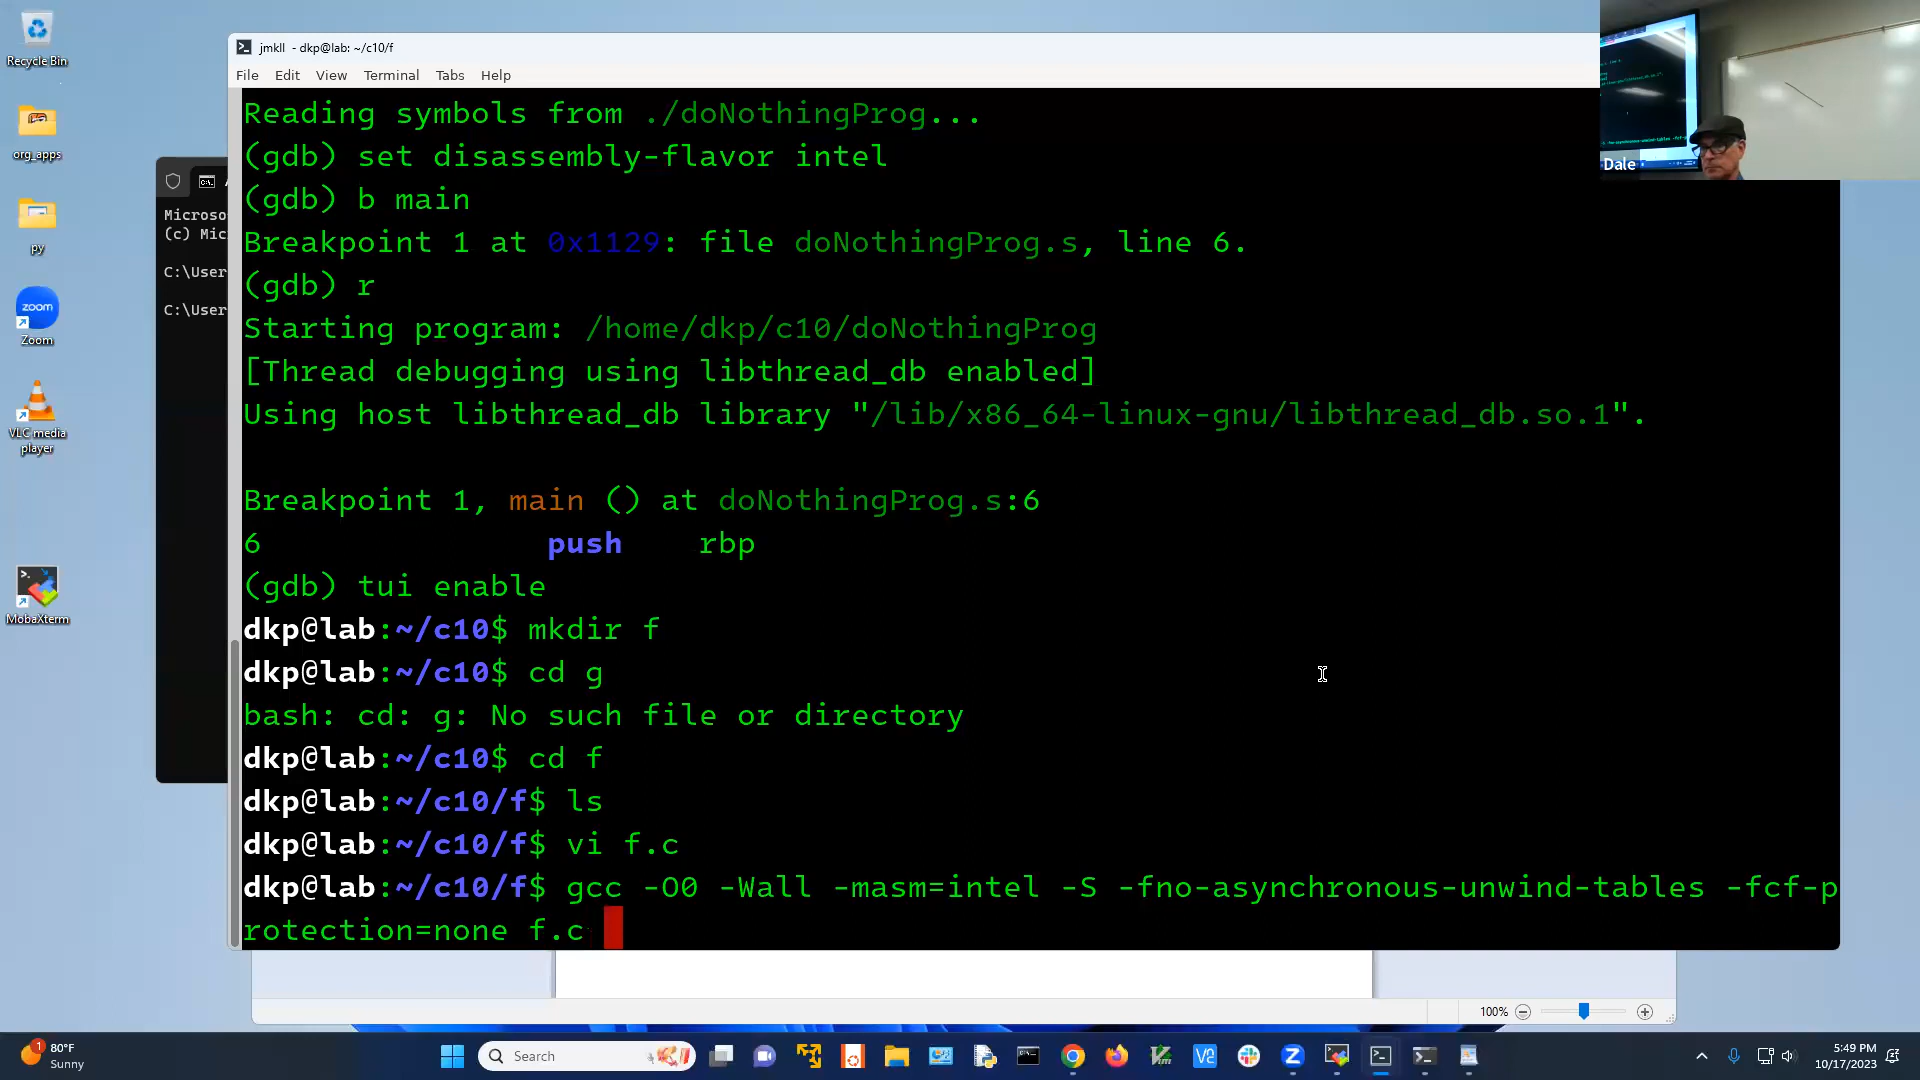 Recycle Bin
org_apps
py
zoom
Zoom
VLC media
player
MobaXterm
Microso
(c) Mic
C:\User
C:\User
jmkll - dkp@lab: ~/c10/f
File Edit View Terminal Tabs Help
Reading symbols from ./doNothingProg...
(gdb) set disassembly-flavor intel
(gdb) b main
Breakpoint 1 at 0x1129: file doNothingProg.s, line 6.
(gdb) r
Starting program: /home/dkp/c10/doNothingProg
[Thread debugging using libthread_db enabled]
Using host libthread_db library "/lib/x86_64-linux-gnu/libthread_db.so.1".
Breakpoint 1, main () at doNothingProg.s:6
6 push rbp
(gdb) tui enable
dkp@lab:~/c10$ mkdir f
dkp@lab:~/c10$ cd g
bash: cd: g: No such file or directory
dkp@lab:~/c10$ cd f
dkp@lab:~/c10/f$ ls
dkp@lab:~/c10/f$ vi f.c
dkp@lab:~/c10/f$ gcc -O0 -Wall -masm=intel -S -fno-asynchronous-unwind-tables -fcf-p
rotection=none f.c
Dale
100%
1
80°F
Sunny
Search
5:49 PM
10/17/2023